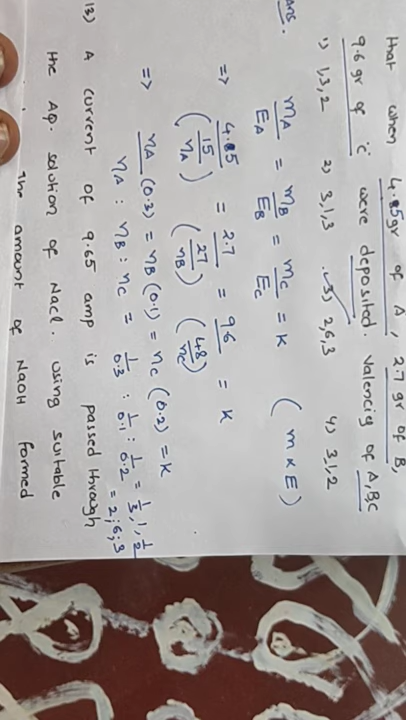 that when 4.5gr of A, 2.7 gr of B,
9.6 gr of 'c' were deposited. Valencig of A,B,C
1) 1,3,2 2) 3,1,3 3) 2,6,3 4) 3,1,2
Ans.
mA/EA = mB/EB = mC/EC = K (m ∝ E)
=> 4.5/(15/nA) = 2.7/(27/nB) = 9.6/(48/nC) = K
=> nA (0.3) = nB (0.1) = nC (0.2) = K
nA : nB : nC = 1/0.3 : 1/0.1 : 1/0.2 = 1/3, 1, 1/2
= 2:6:3
13) A current of 9.65 amp is passed through
the Aq. solution of Nacl. using suitable
The amount of NaOH formed